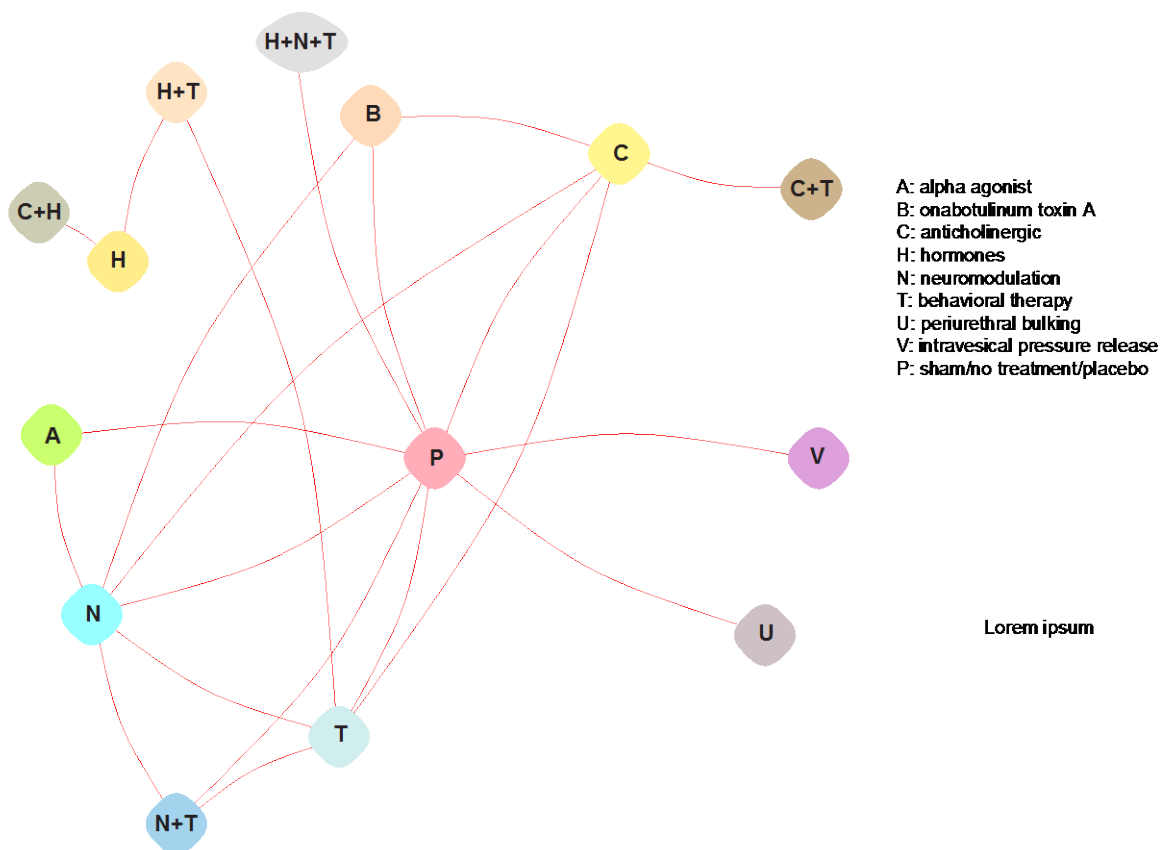 H+N+T
H+T
B
C
C+T
C+H
H
A
P
V
N
U
T
N+T
A: alpha agonist
B: onabotulinum toxin A
C: anticholinergic
H: hormones
N: neuromodulation
T: behavioral therapy
U: periurethral bulking
V: intravesical pressure release
P: sham/no treatment/placebo
Lorem ipsum